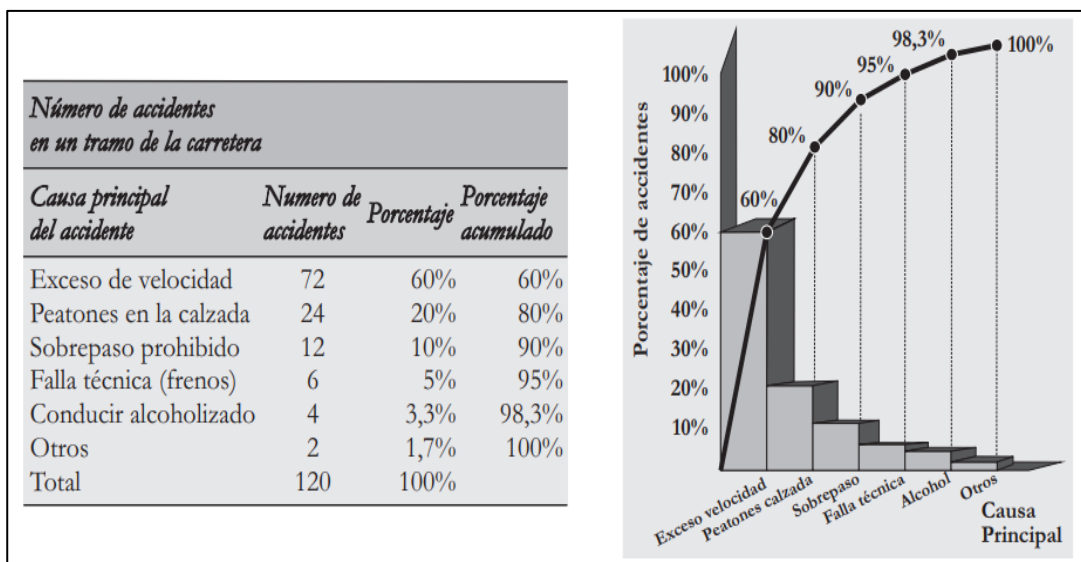 Número de accidentes
en un tramo de la carretera
Causa principal
del accidente
Numero de
accidentes
Porcentaje
Porcentaje
acumulado
Exceso de velocidad 72 60% 60%
Peatones en la calzada 24 20% 80%
Sobrepaso prohibido 12 10% 90%
Falla técnica (frenos) 6 5% 95%
Conducir alcoholizado 4 3,3% 98,3%
Otros 2 1,7% 100%
Total 120 100%
Porcentaje de accidentes
100%
90%
80%
70%
60%
50%
40%
30%
20%
10%
60%
80%
90%
95%
98,3%
100%
Exceso velocidad
Peatones calzada
Sobrepaso
Falla técnica
Alcohol
Otros
Causa
Principal